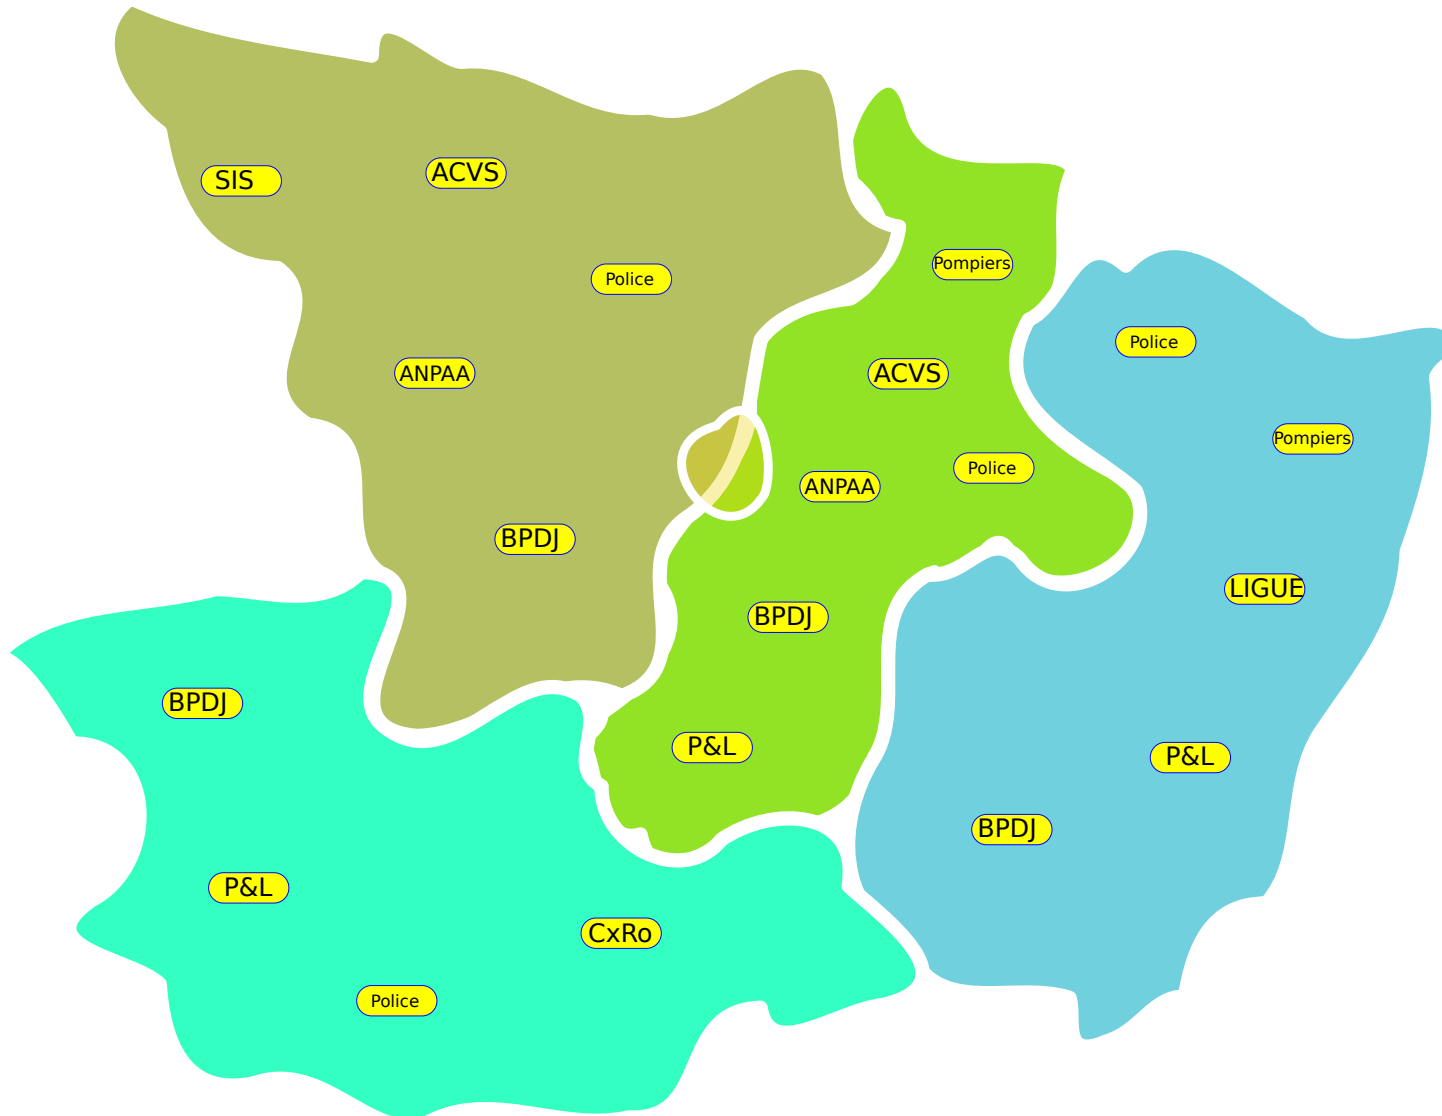 SIS
ACVS
Police
ANPAA
BPDJ
Pompiers
ACVS
Police
ANPAA
BPDJ
P&L
Police
Pompiers
LIGUE
P&L
BPDJ
BPDJ
P&L
CxRo
Police